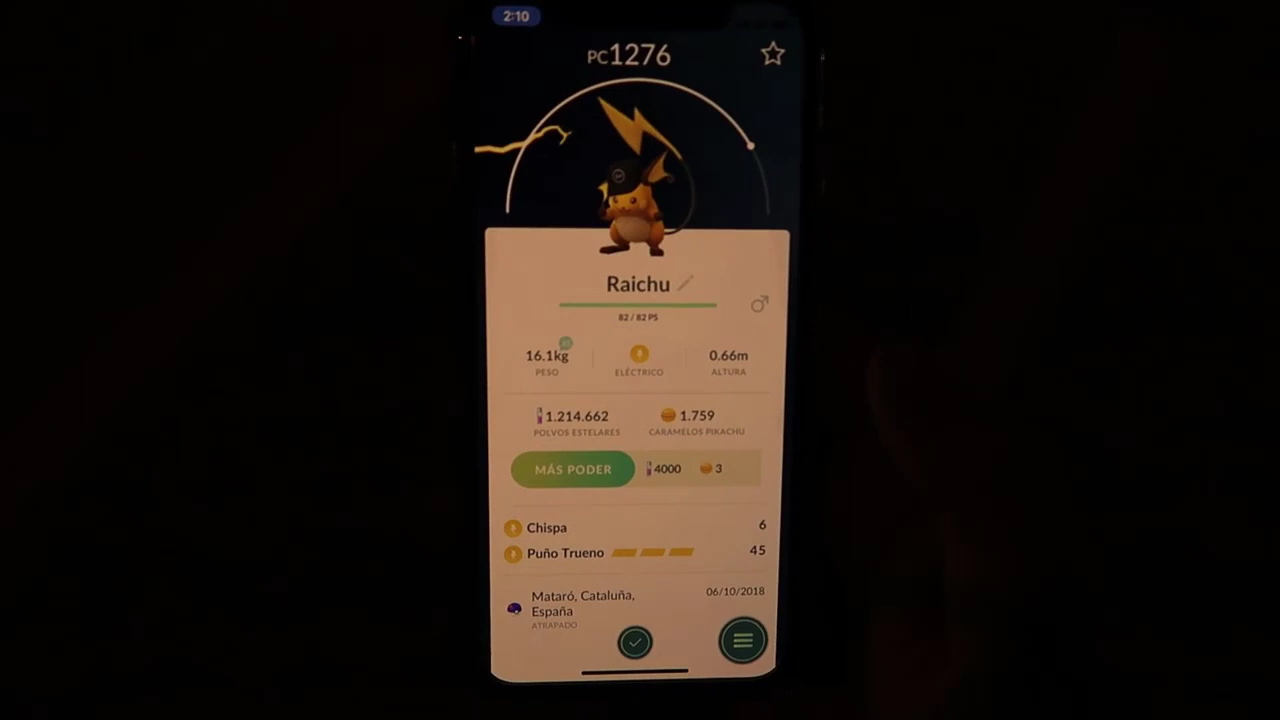 2:10
PC1276
Raichu
82 / 82 PS
16.1kg
PESO
ELÉCTRICO
0.66m
ALTURA
1.214.662
POLVOS ESTELARES
1.759
CARAMELOS PIKACHU
MÁS PODER
4000
3
Chispa
6
Puño Trueno
45
Mataró, Cataluña,
España
ATRAPADO
06/10/2018